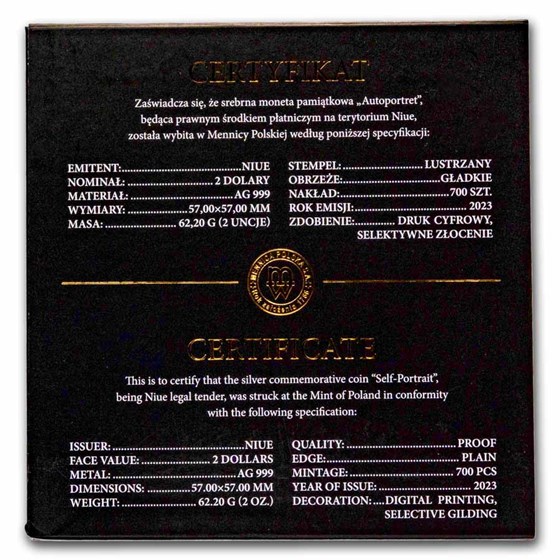 CERTYFIKAT
Zaświadcza się, że srebrna moneta pamiątkowa „Autoportret”,
będąca prawnym środkiem płatniczym na terytorium Niue,
została wybita w Mennicy Polskiej według poniższej specyfikacji:
EMITENT:..............................NIUE
NOMINAŁ: .....................2 DOLARY
MATERIAŁ: ............................AG 999
WYMIARY: ...............57,00×57,00 MM
MASA: ..................62,20 G (2 UNCJE)
STEMPEL: ....................LUSTRZANY
OBRZEŻE:.........................GŁADKIE
NAKŁAD:...........................700 SZT.
ROK EMISJI:............................2023
ZDOBIENIE:............DRUK CYFROWY,
SELEKTYWNE ZŁOCENIE
MENNICA POLSKA S.A.
MW
ROK ZAŁOŻENIA 1766
CERTIFICATE
This is to certify that the silver commemorative coin “Self-Portrait”,
being Niue legal tender, was struck at the Mint of Poland in conformity
with the following specification:
ISSUER:................................NIUE
FACE VALUE: .................2 DOLLARS
METAL:...............................AG 999
DIMENSIONS: ..........57.00×57.00 MM
WEIGHT: ...................62.20 G (2 OZ.)
QUALITY:..............................PROOF
EDGE:...................................PLAIN
MINTAGE:...........................700 PCS
YEAR OF ISSUE:.......................2023
DECORATION:....DIGITAL PRINTING,
SELECTIVE GILDING